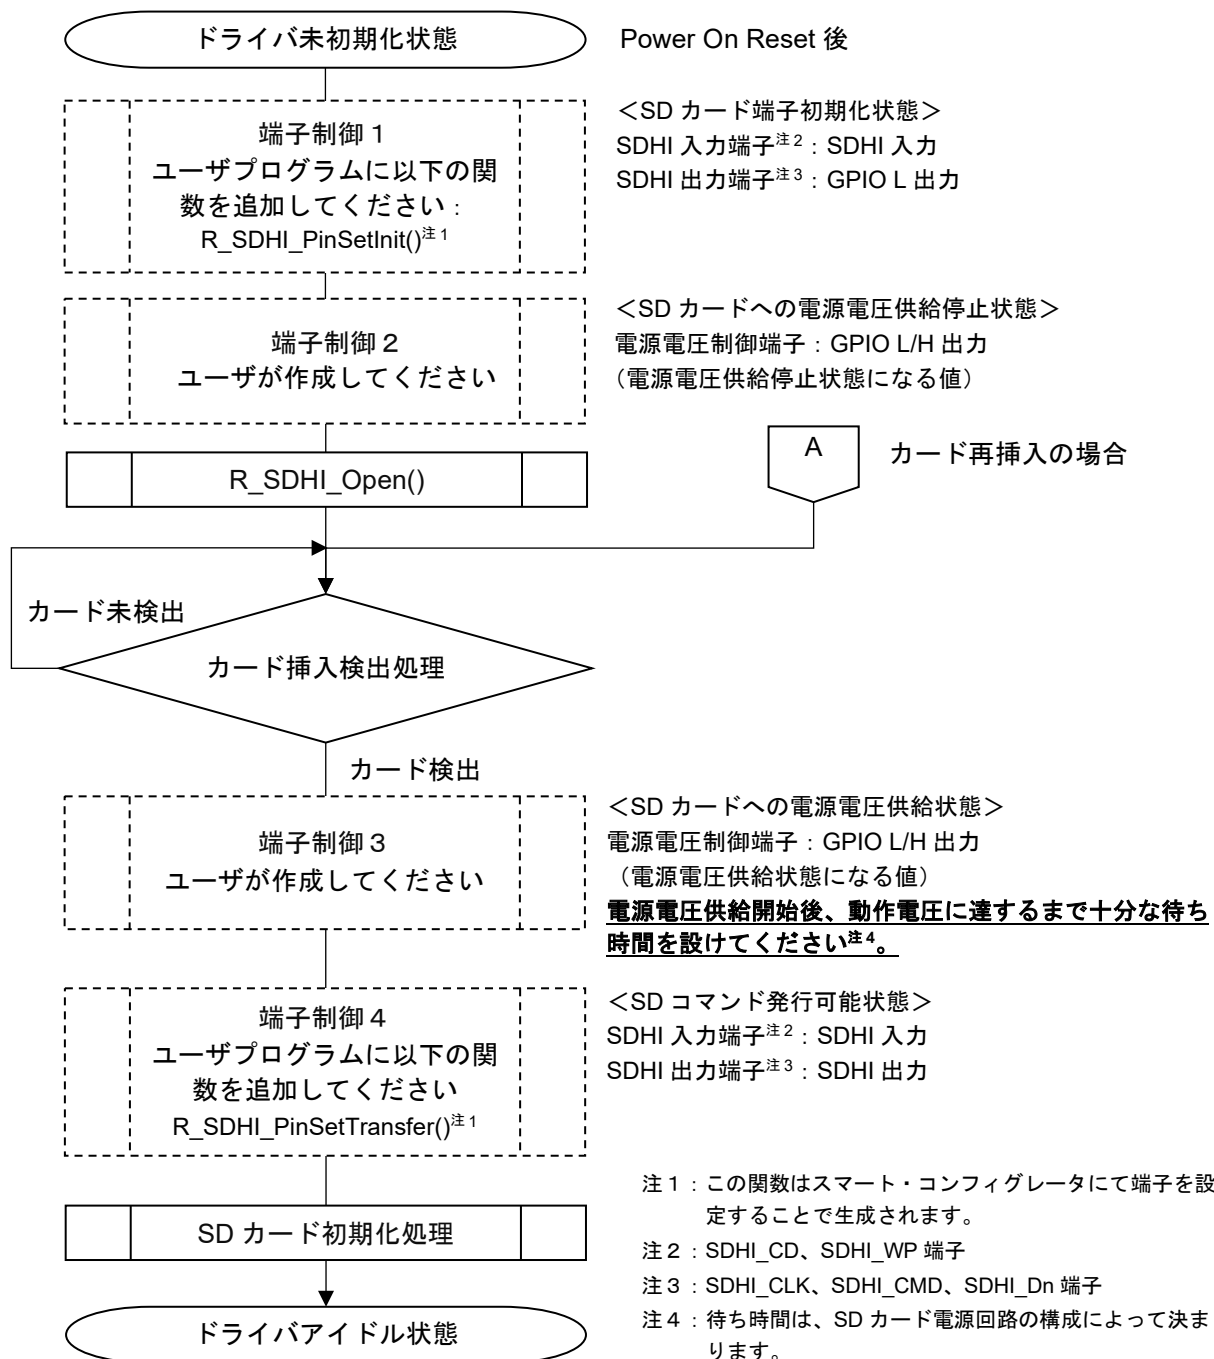 ドライバ未初期化状態
Power On Reset 後
端子制御１
ユーザプログラムに以下の関
数を追加してください：
R_SDHI_PinSetInit()注１
＜SD カード端子初期化状態＞
SDHI 入力端子注２：SDHI 入力
SDHI 出力端子注３：GPIO L 出力
端子制御２
ユーザが作成してください
＜SD カードへの電源電圧供給停止状態＞
電源電圧制御端子：GPIO L/H 出力
（電源電圧供給停止状態になる値）
R_SDHI_Open()
A
カード再挿入の場合
カード未検出
カード挿入検出処理
カード検出
端子制御３
ユーザが作成してください
＜SD カードへの電源電圧供給状態＞
電源電圧制御端子：GPIO L/H 出力
（電源電圧供給状態になる値）
電源電圧供給開始後、動作電圧に達するまで十分な待ち
時間を設けてください注４。
端子制御４
ユーザプログラムに以下の関
数を追加してください
R_SDHI_PinSetTransfer()注１
＜SD コマンド発行可能状態＞
SDHI 入力端子注２：SDHI 入力
SDHI 出力端子注３：SDHI 出力
SD カード初期化処理
ドライバアイドル状態
注１：この関数はスマート・コンフィグレータにて端子を設
定することで生成されます。
注２：SDHI_CD、SDHI_WP 端子
注３：SDHI_CLK、SDHI_CMD、SDHI_Dn 端子
注４：待ち時間は、SD カード電源回路の構成によって決ま
ります。